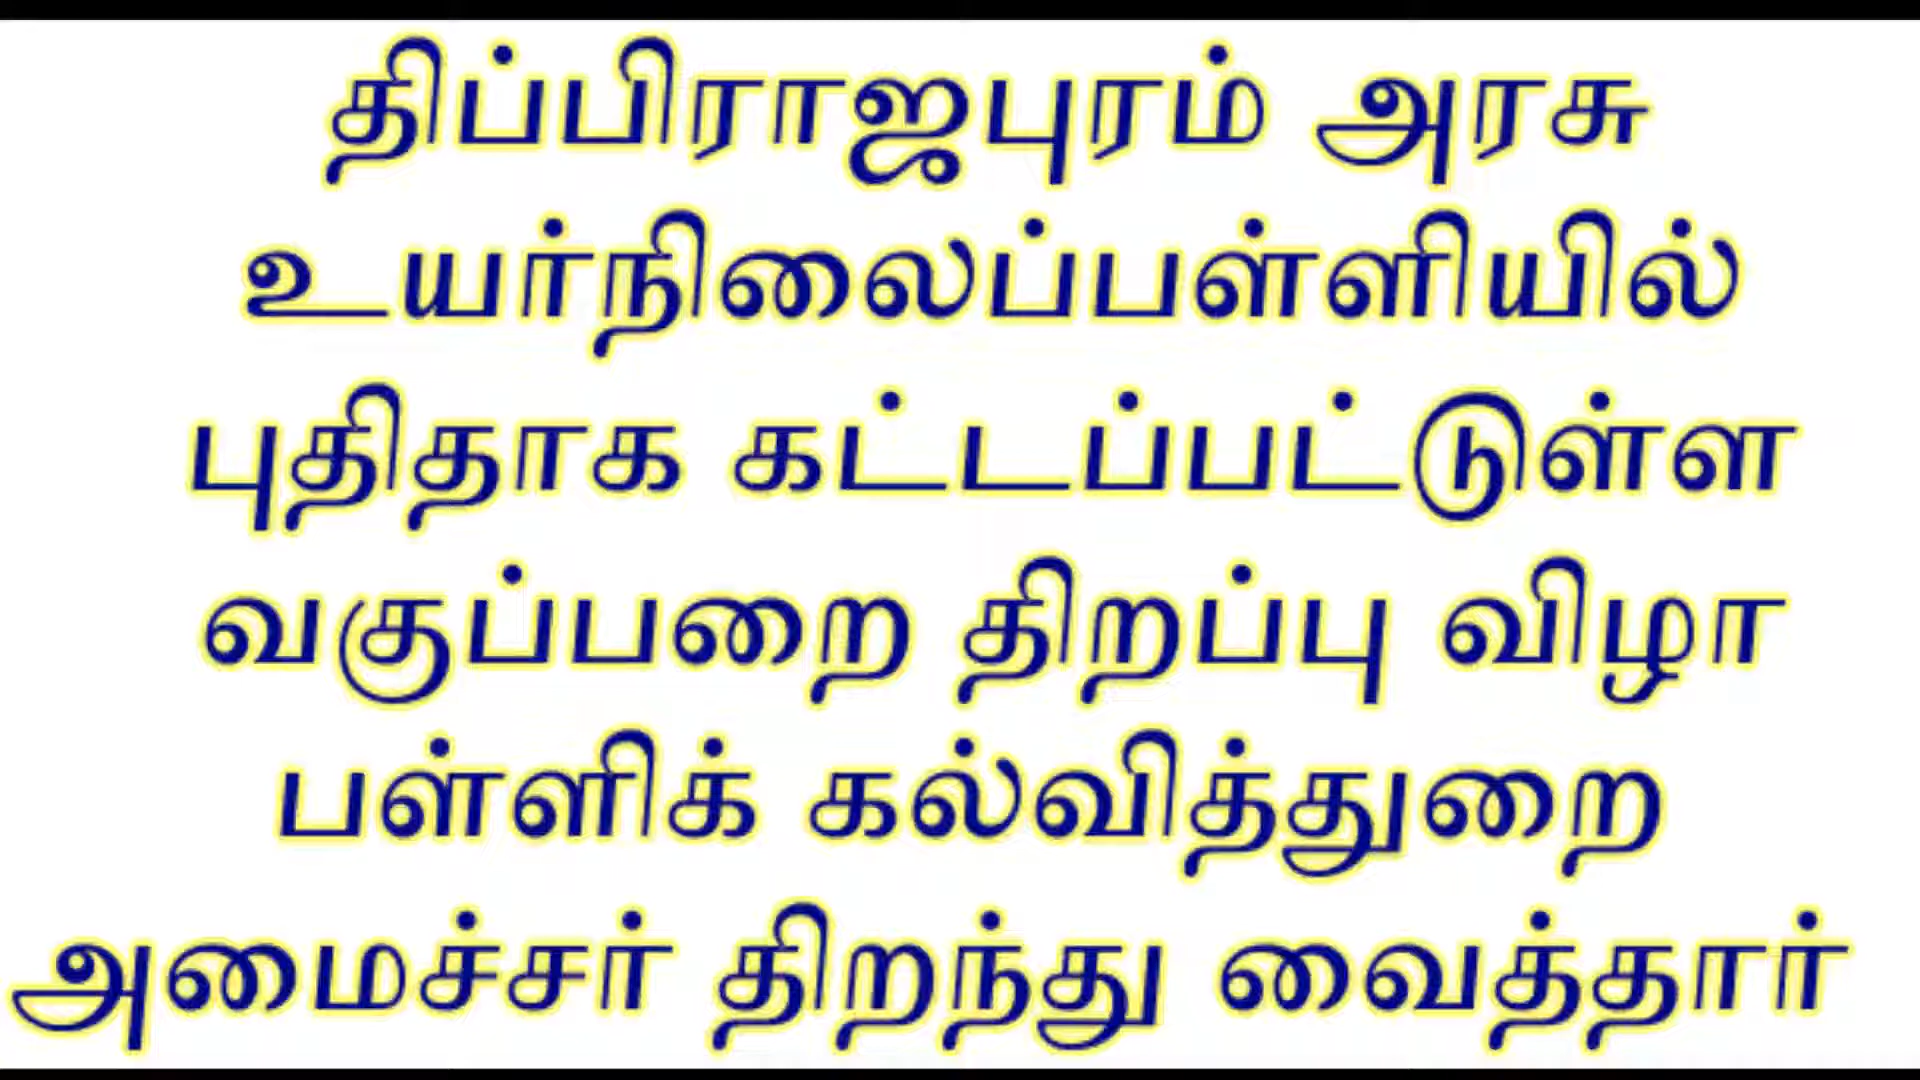 திப்பிராஜபுரம் அரசு
உயர்நிலைப்பள்ளியில்
புதிதாக கட்டப்பட்டுள்ள
வகுப்பறை திறப்பு விழா
பள்ளிக் கல்வித்துறை
அமைச்சர் திறந்து வைத்தார்